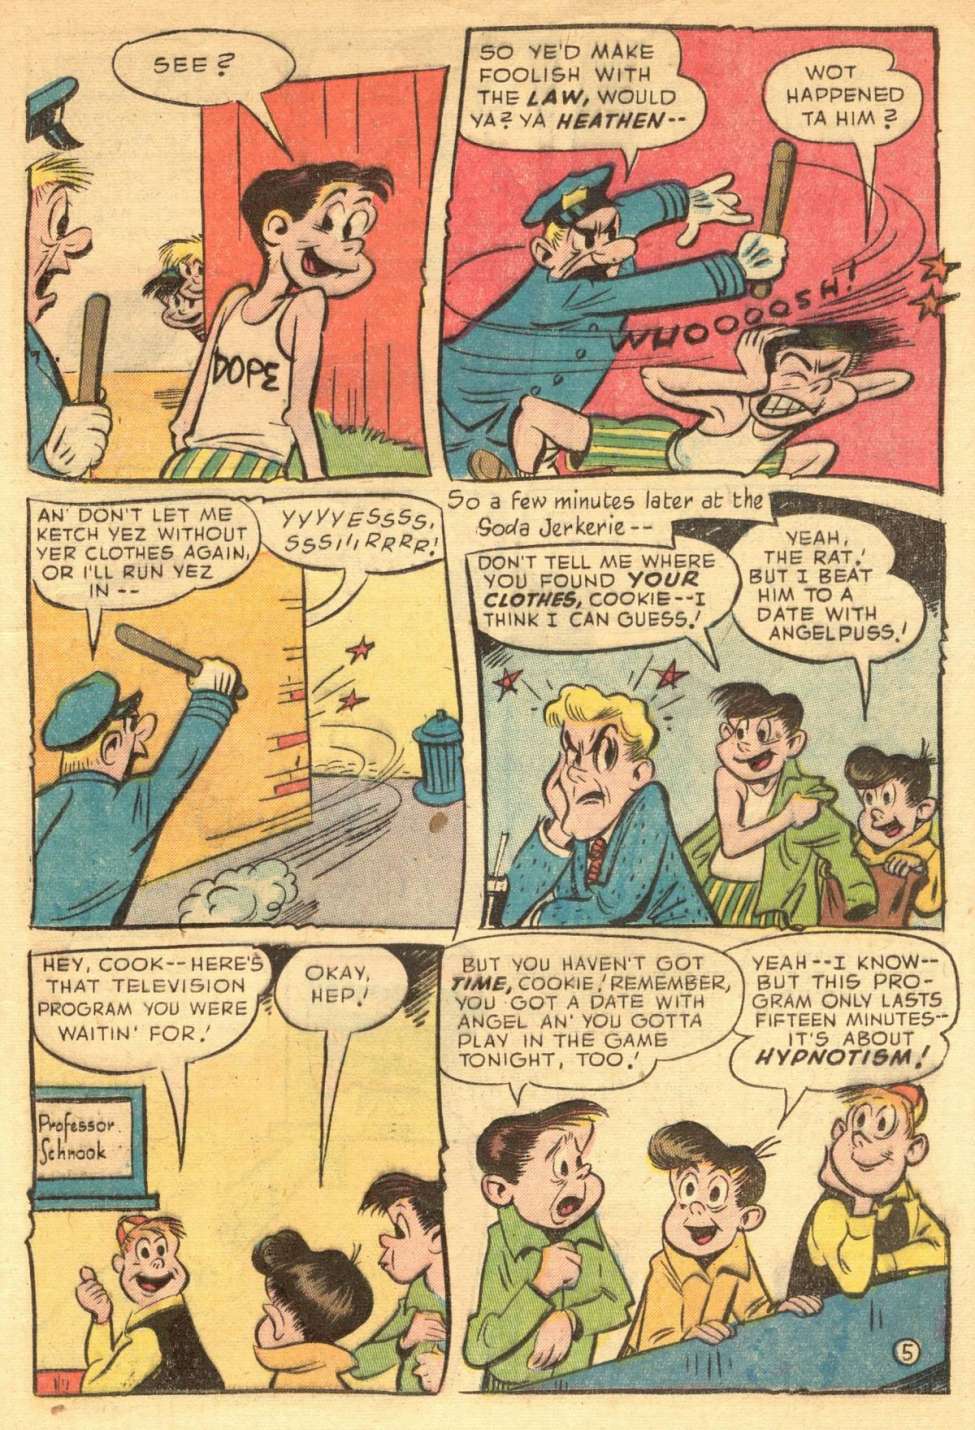 SEE?
DOPE
SO YE'D MAKE
FOOLISH WITH
THE LAW, WOULD
YA? YA HEATHEN--
WOT
HAPPENED
TA HIM?
WHOOOOSH!
AN' DON'T LET ME
KETCH YEZ WITHOUT
YER CLOTHES AGAIN,
OR I'LL RUN YEZ
IN--
YYYYESSSS,
SSSIIIRRRR!
So a few minutes later at the
Soda Jerkerie--
DON'T TELL ME WHERE
YOU FOUND YOUR
CLOTHES, COOKIE--I
THINK I CAN GUESS!
YEAH,
THE RAT!
BUT I BEAT
HIM TO A
DATE WITH
ANGELPUSS!
HEY, COOK--HERE'S
THAT TELEVISION
PROGRAM YOU WERE
WAITIN' FOR!
OKAY,
HEP!
Professor
Schnook
BUT YOU HAVEN'T GOT
TIME, COOKIE! REMEMBER,
YOU GOT A DATE WITH
ANGEL AN' YOU GOTTA
PLAY IN THE GAME
TONIGHT, TOO!
YEAH--I KNOW--
BUT THIS PRO-
GRAM ONLY LASTS
FIFTEEN MINUTES--
IT'S ABOUT
HYPNOTISM!
5